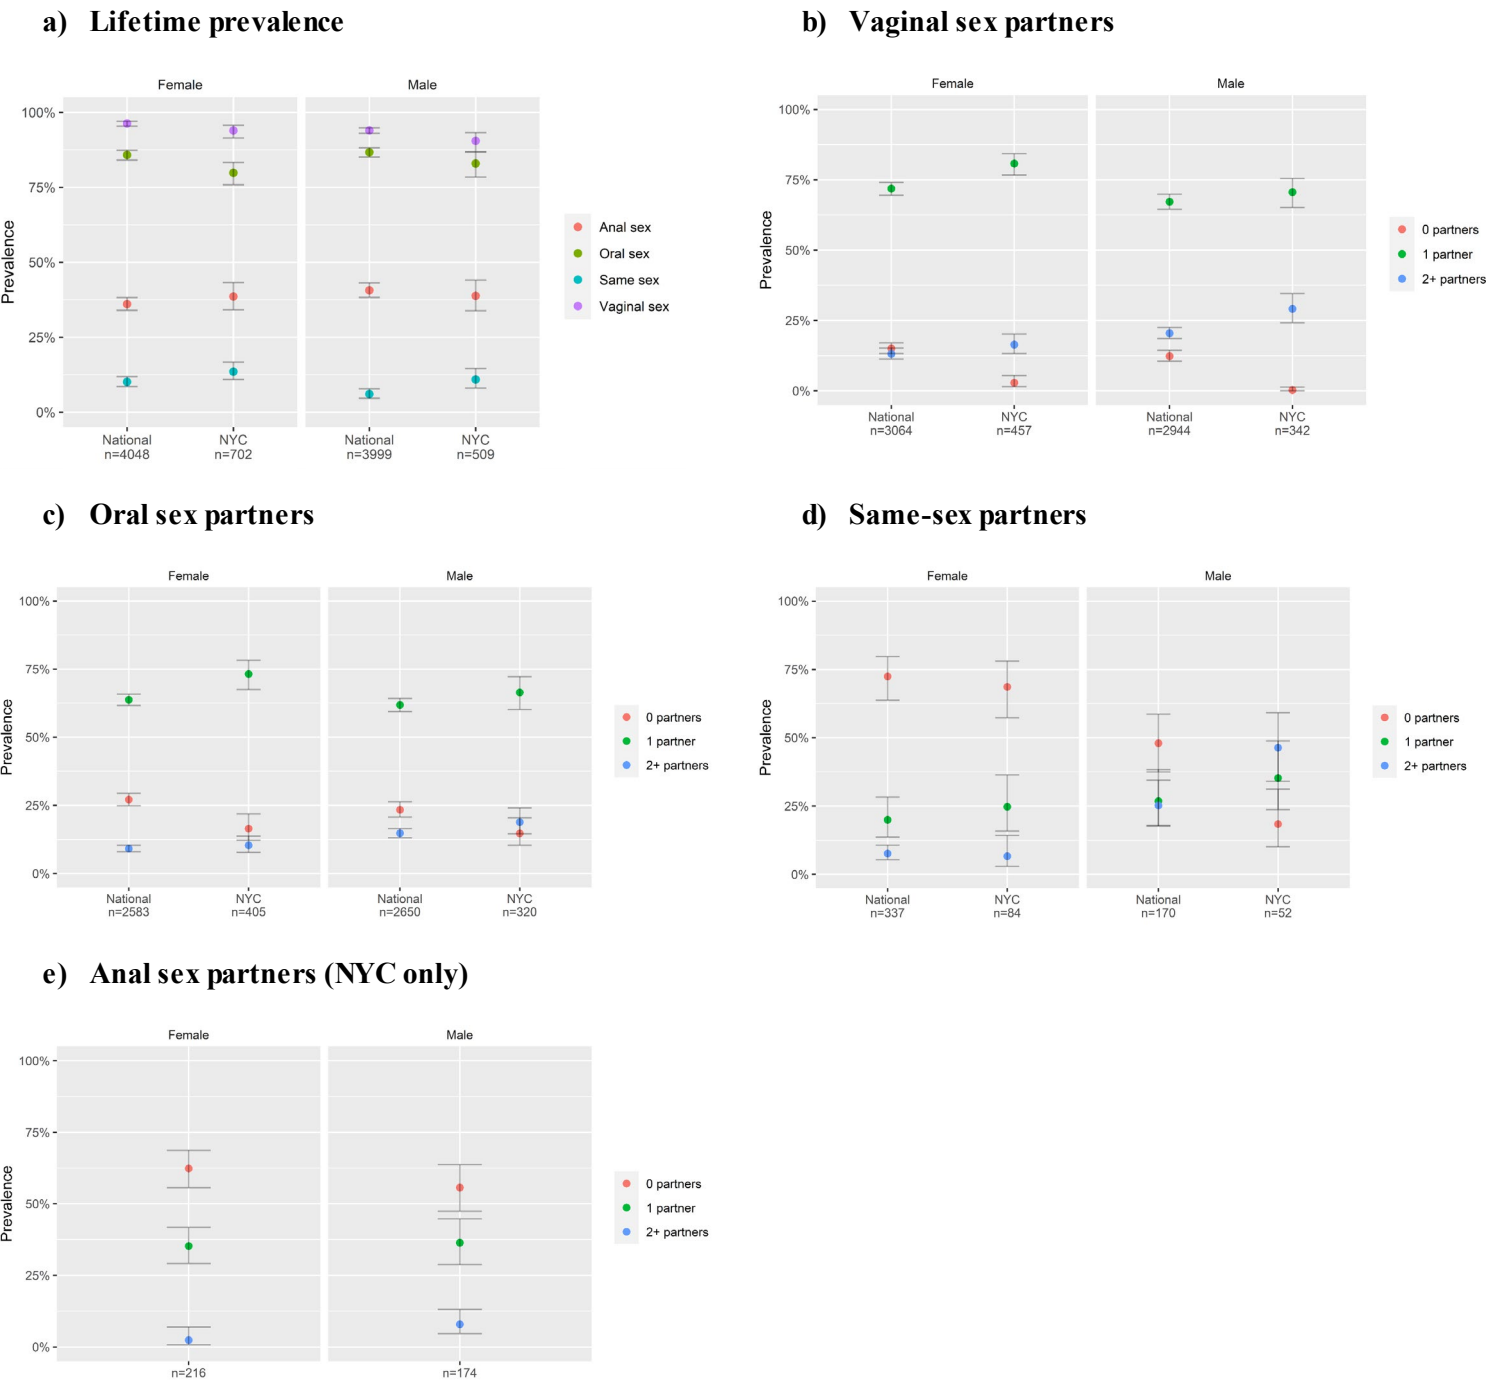 a) Lifetime prevalence
Female
Male
100%
75%
50%
25%
0%
Prevalence
National
n=4048
NYC
n=702
National
n=3999
NYC
n=509
Anal sex
Oral sex
Same sex
Vaginal sex
b) Vaginal sex partners
Female
Male
100%
75%
50%
25%
0%
Prevalence
National
n=3064
NYC
n=457
National
n=2944
NYC
n=342
0 partners
1 partner
2+ partners
c) Oral sex partners
Female
Male
100%
75%
50%
25%
0%
Prevalence
National
n=2583
NYC
n=405
National
n=2650
NYC
n=320
0 partners
1 partner
2+ partners
d) Same-sex partners
Female
Male
100%
75%
50%
25%
0%
Prevalence
National
n=337
NYC
n=84
National
n=170
NYC
n=52
0 partners
1 partner
2+ partners
e) Anal sex partners (NYC only)
Female
Male
100%
75%
50%
25%
0%
Prevalence
n=216
n=174
0 partners
1 partner
2+ partners